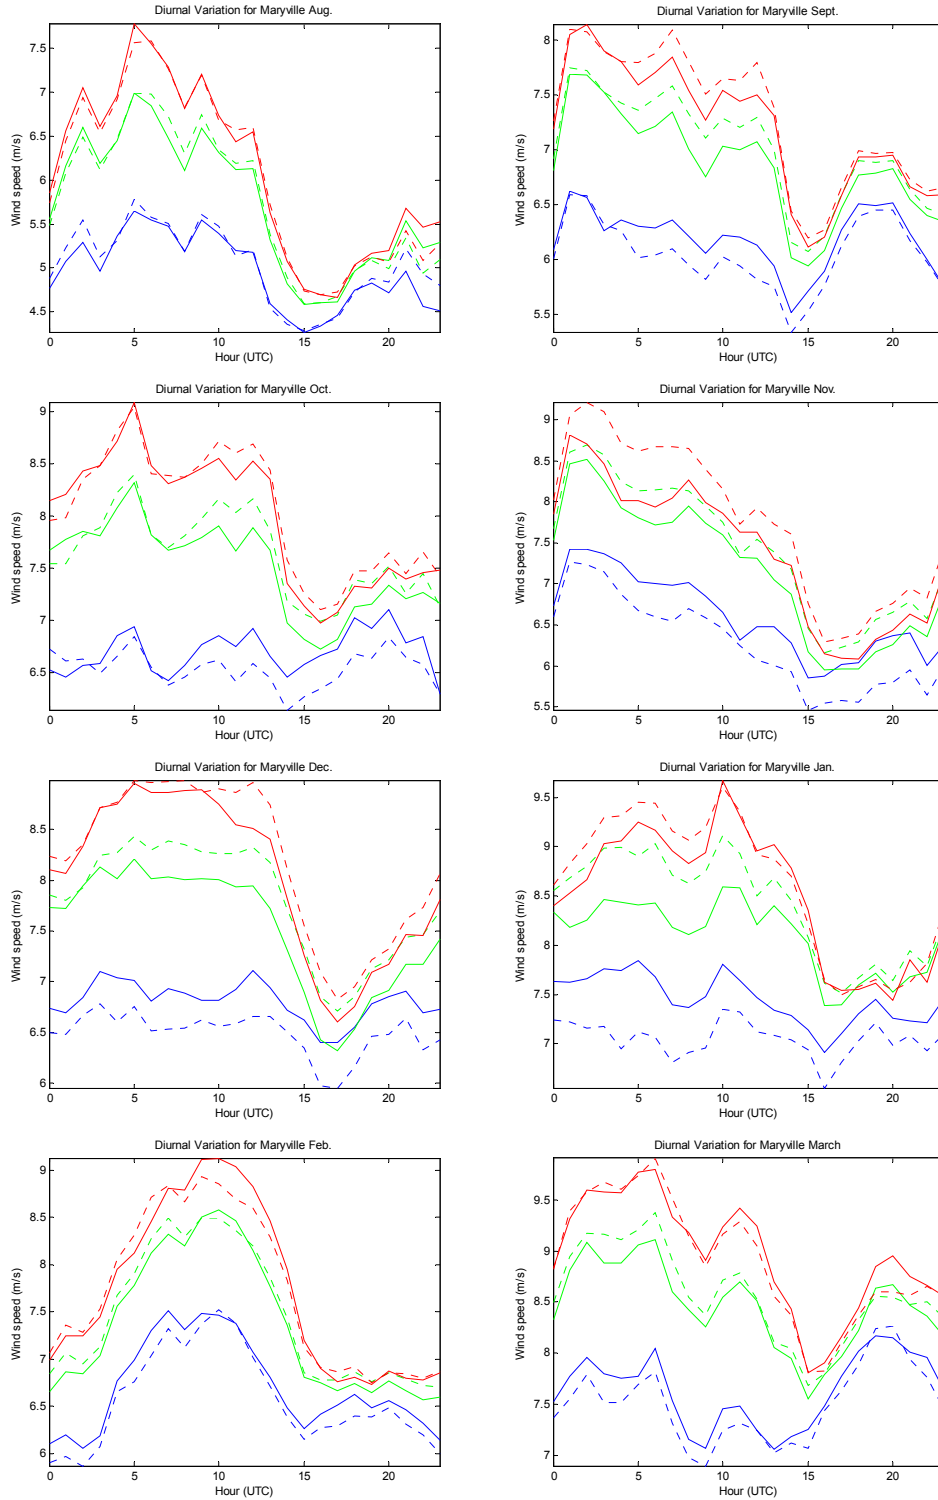 Diurnal Variation for Maryville Aug.
7.5
7
6.5
6
5.5
5
4.5
Wind speed (m/s)
0 5 10 15 20
Hour (UTC)
Diurnal Variation for Maryville Sept.
8
7.5
7
6.5
6
5.5
Wind speed (m/s)
0 5 10 15 20
Hour (UTC)
Diurnal Variation for Maryville Oct.
9
8.5
8
7.5
7
6.5
Wind speed (m/s)
0 5 10 15 20
Hour (UTC)
Diurnal Variation for Maryville Nov.
9
8.5
8
7.5
7
6.5
6
5.5
Wind speed (m/s)
0 5 10 15 20
Hour (UTC)
Diurnal Variation for Maryville Dec.
8.5
8
7.5
7
6.5
6
Wind speed (m/s)
0 5 10 15 20
Hour (UTC)
Diurnal Variation for Maryville Jan.
9.5
9
8.5
8
7.5
7
Wind speed (m/s)
0 5 10 15 20
Hour (UTC)
Diurnal Variation for Maryville Feb.
9
8.5
8
7.5
7
6.5
6
Wind speed (m/s)
0 5 10 15 20
Hour (UTC)
Diurnal Variation for Maryville March
9.5
9
8.5
8
7.5
7
Wind speed (m/s)
0 5 10 15 20
Hour (UTC)